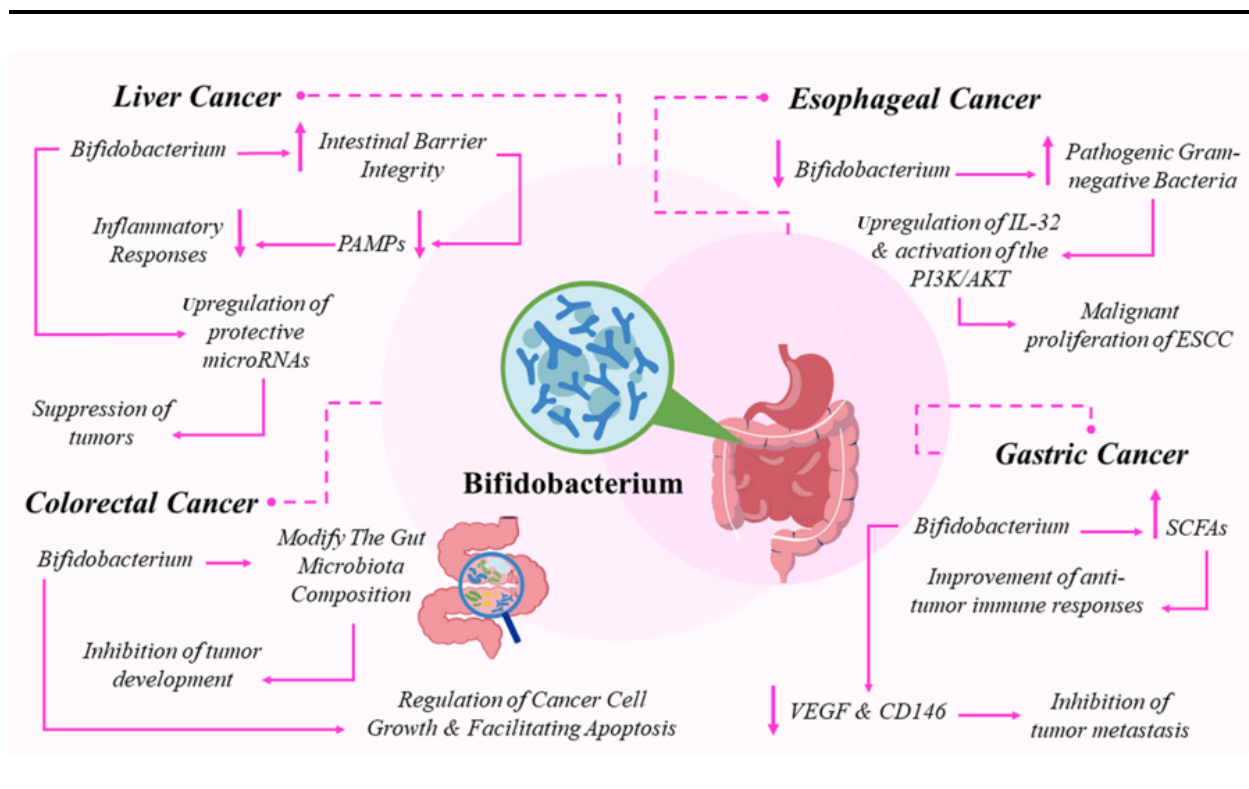 Liver Cancer
Bifidobacterium
Intestinal Barrier
Integrity
Inflammatory
Responses
PAMPs
Upregulation of
protective
microRNAs
Suppression of
tumors
Esophageal Cancer
Bifidobacterium
Pathogenic Gram-
negative Bacteria
Upregulation of IL-32
& activation of the
PI3K/AKT
Malignant
proliferation of ESCC
Bifidobacterium
Colorectal Cancer
Bifidobacterium
Modify The Gut
Microbiota
Composition
Inhibition of tumor
development
Regulation of Cancer Cell
Growth & Facilitating Apoptosis
Gastric Cancer
Bifidobacterium
SCFAs
Improvement of anti-
tumor immune responses
VEGF & CD146
Inhibition of
tumor metastasis